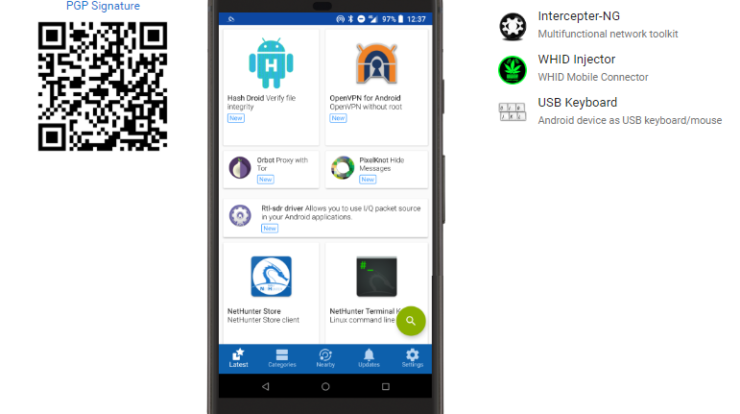 PGP Signature
97% 12:37
Hash Droid Verify file
integrity
New
OpenVPN for Android
OpenVPN without root
New
Orbot Proxy with
Tor
New
PixelKnot Hide
Messages
New
Rtl-sdr driver Allows you to use I/Q packet source
in your Android applications.
New
NetHunter Store
NetHunter Store client
#_
NetHunter Terminal
Linux command line
Latest
Categories
Nearby
Updates
Settings
Intercepter-NG
Multifunctional network toolkit
WHID Injector
WHID Mobile Connector
USB Keyboard
Android device as USB keyboard/mouse